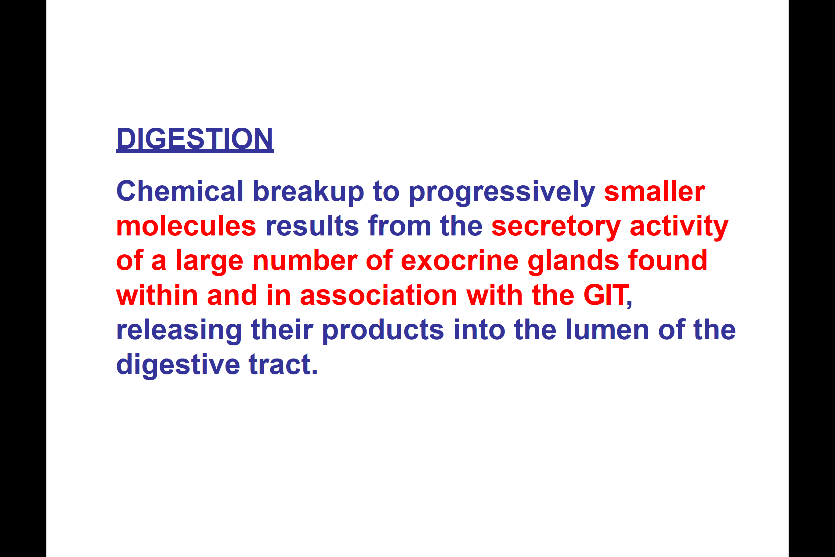 DIGESTION
Chemical breakup to progressively smaller
molecules results from the secretory activity
of a large number of exocrine glands found
within and in association with the GIT,
releasing their products into the lumen of the
digestive tract.